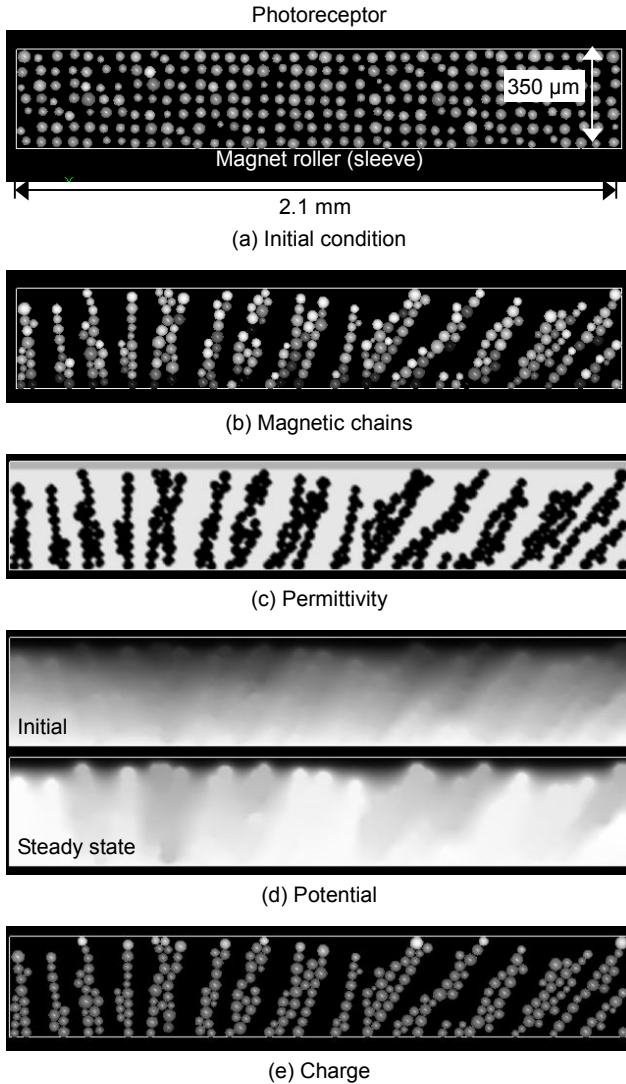 Photoreceptor
350 µm
Magnet roller (sleeve)
2.1 mm
(a) Initial condition
(b) Magnetic chains
(c) Permittivity
Initial
Steady state
(d) Potential
(e) Charge